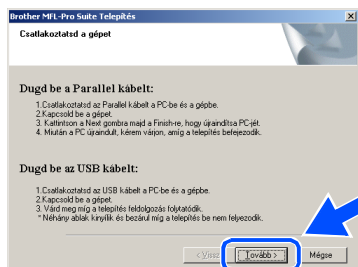 Brother MFL-Pro Suite Telepítés
Csatlakoztatsd a gépet
Dugd be a Parallel kábelt:
1.Csatlakoztatsd az Parallel kábelt a PC-be és a gépbe.
2.Kapcsold be a gépet.
3. Kattintson a Next gombra majd a Finish-re, hogy újraindítsa PC-jét.
4. Miután a PC újraindult, kérem várjon, amíg a telepítés befejezodik.
Dugd be az USB kábelt:
1.Csatlakoztatsd az USB kábelt a PC-be és a gépbe.
2.Kapcsold be a gépet.
3. Várd meg míg a telepítés feldolgozás folytatódik.
* Néhány ablak kinyílik és bezárul míg a telepítés be nem felyezodik.
< Vissz Tovább > Mégse